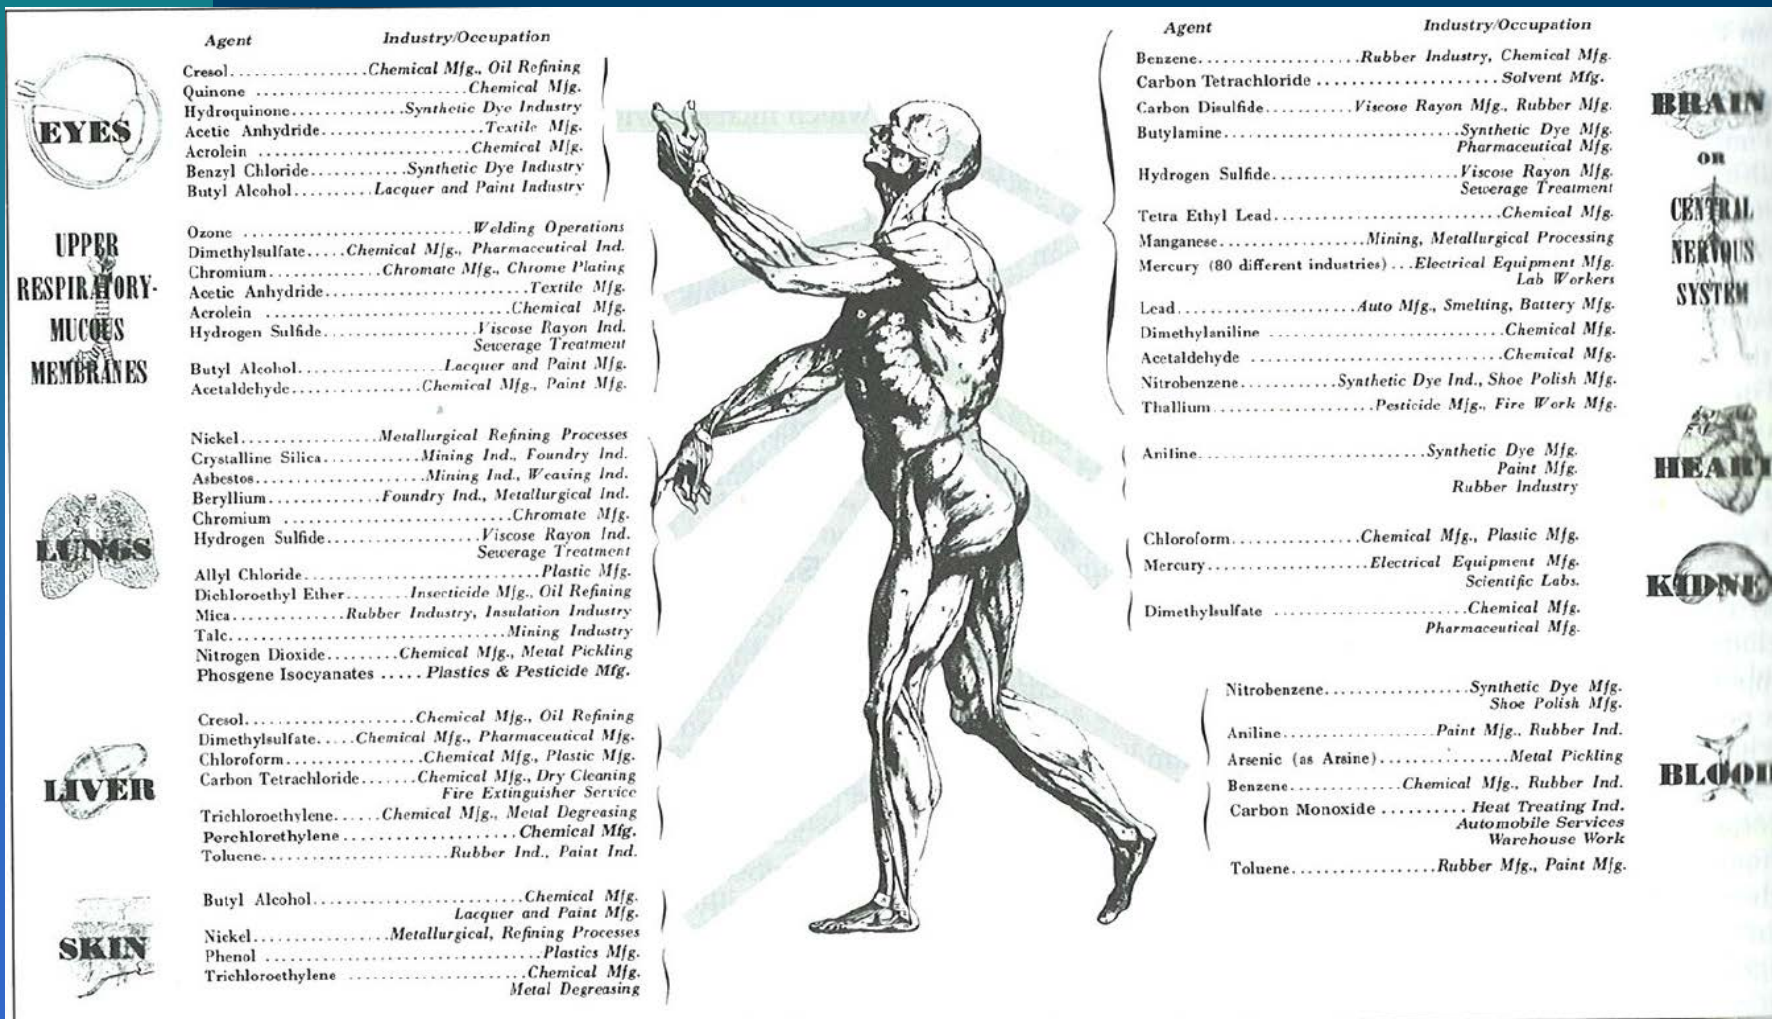 Agent Industry/Occupation
EYES
Cresol................Chemical Mfg., Oil Refining
Quinone ........................Chemical Mfg.
Hydroquinone.............Synthetic Dye Industry
Acetic Anhydride...................Textile Mfg.
Acrolein ........................Chemical Mfg.
Benzyl Chloride............Synthetic Dye Industry
Butyl Alcohol.........Lacquer and Paint Industry
UPPER
RESPIRATORY-
MUCOUS
MEMBRANES
Ozone ..........................Welding Operations
Dimethylsulfate.....Chemical Mfg., Pharmaceutical Ind.
Chromium.............Chromate Mfg., Chrome Plating
Acetic Anhydride.......................Textile Mfg.
Acrolein ............................Chemical Mfg.
Hydrogen Sulfide..................Viscose Rayon Ind.
Sewerage Treatment
Butyl Alcohol...............Lacquer and Paint Mfg.
Acetaldehyde...............Chemical Mfg., Paint Mfg.
LUNGS
Nickel................Metallurgical Refining Processes
Crystalline Silica...........Mining Ind., Foundry Ind.
Asbestos....................Mining Ind., Weaving Ind.
Beryllium.............Foundry Ind., Metallurgical Ind.
Chromium ..........................Chromate Mfg.
Hydrogen Sulfide..................Viscose Rayon Ind.
Sewerage Treatment
Allyl Chloride...........................Plastic Mfg.
Dichloroethyl Ether.......Insecticide Mfg., Oil Refining
Mica.............Rubber Industry, Insulation Industry
Talc................................Mining Industry
Nitrogen Dioxide.........Chemical Mfg., Metal Pickling
Phosgene Isocyanates ..... Plastics & Pesticide Mfg.
LIVER
Cresol....................Chemical Mfg., Oil Refining
Dimethylsulfate.....Chemical Mfg., Pharmaceutical Mfg.
Chloroform...................Chemical Mfg., Plastic Mfg.
Carbon Tetrachloride.......Chemical Mfg., Dry Cleaning
Fire Extinguisher Service
Trichloroethylene......Chemical Mfg., Metal Degreasing
Perchlorethylene....................Chemical Mfg.
Toluene......................Rubber Ind., Paint Ind.
SKIN
Butyl Alcohol.........................Chemical Mfg.
Lacquer and Paint Mfg.
Nickel................Metallurgical, Refining Processes
Phenol ................................Plastics Mfg.
Trichloroethylene .....................Chemical Mfg.
Metal Degreasing
Agent Industry/Occupation
BRAIN
OR
CENTRAL
NERVOUS
SYSTEM
Benzene.................Rubber Industry, Chemical Mfg.
Carbon Tetrachloride ..................... Solvent Mfg.
Carbon Disulfide...........Viscose Rayon Mfg., Rubber Mfg.
Butylamine............................Synthetic Dye Mfg.
Pharmaceutical Mfg.
Hydrogen Sulfide......................Viscose Rayon Mfg.
Sewerage Treatment
Tetra Ethyl Lead...........................Chemical Mfg.
Manganese.................Mining, Metallurgical Processing
Mercury (80 different industries) ...Electrical Equipment Mfg.
Lab Workers
Lead.....................Auto Mfg., Smelting, Battery Mfg.
Dimethylaniline ............................Chemical Mfg.
Acetaldehyde ..............................Chemical Mfg.
Nitrobenzene...........Synthetic Dye Ind., Shoe Polish Mfg.
Thallium...................Pesticide Mfg., Fire Work Mfg.
HEART
Aniline...........................Synthetic Dye Mfg.
Paint Mfg.
Rubber Industry
KIDNE
Chloroform...............Chemical Mfg., Plastic Mfg.
Mercury...................Electrical Equipment Mfg.
Scientific Labs.
Dimethylsulfate ......................Chemical Mfg.
Pharmaceutical Mfg.
BLOOD
Nitrobenzene.................Synthetic Dye Mfg.
Shoe Polish Mfg.
Aniline..................Paint Mfg., Rubber Ind.
Arsenic (as Arsine)...............Metal Pickling
Benzene................Chemical Mfg., Rubber Ind.
Carbon Monoxide .......... Heat Treating Ind.
Automobile Services
Warehouse Work
Toluene.................Rubber Mfg., Paint Mfg.